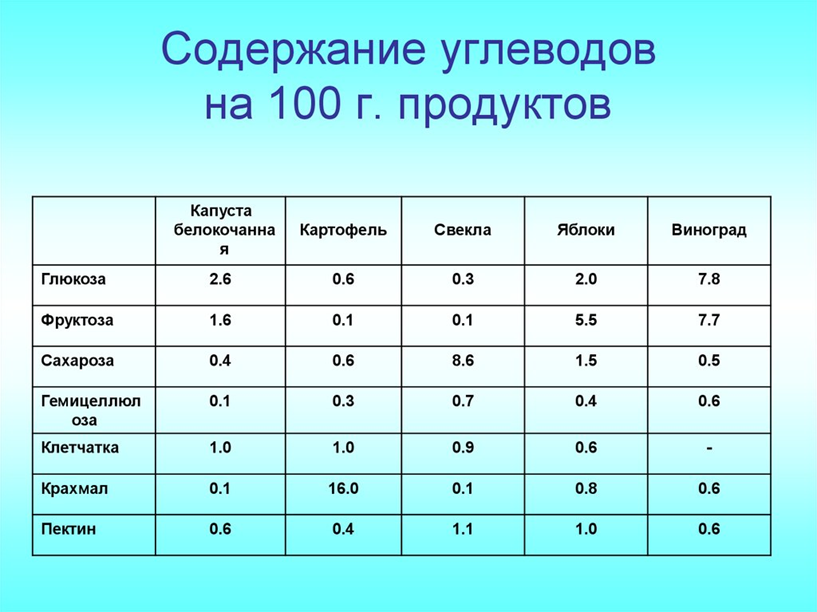 Содержание углеводов
на 100 г. продуктов
Капуста
белокочанна
я
Картофель
Свекла
Яблоки
Виноград
Глюкоза 2.6 0.6 0.3 2.0 7.8
Фруктоза 1.6 0.1 0.1 5.5 7.7
Сахароза 0.4 0.6 8.6 1.5 0.5
Гемицеллюл 0.1 0.3 0.7 0.4 0.6
оза
Клетчатка 1.0 1.0 0.9 0.6 -
Крахмал 0.1 16.0 0.1 0.8 0.6
Пектин 0.6 0.4 1.1 1.0 0.6